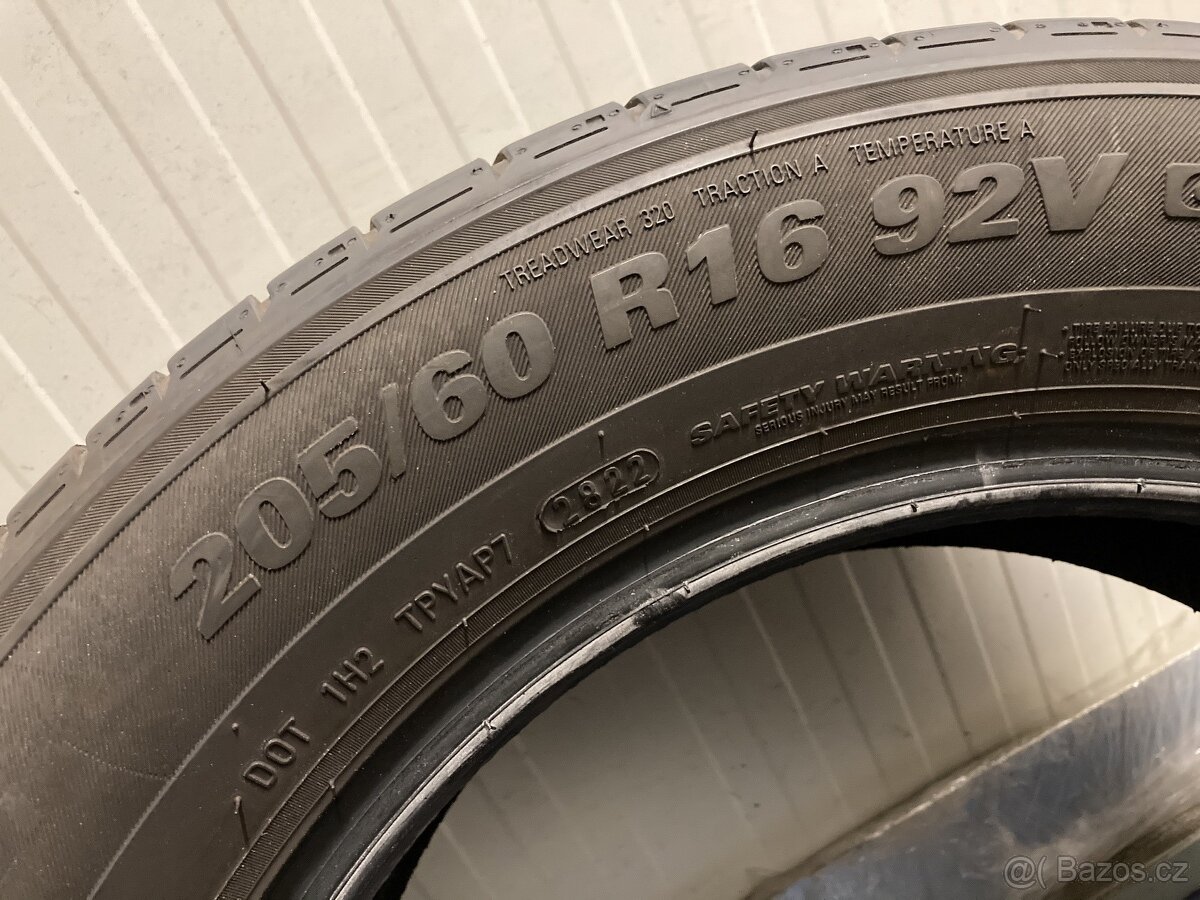 TREADWEAR 320 TRACTION A TEMPERATURE A
205/60 R16 92V
SAFETY WARNING
SERIOUS INJURY MAY RESULT FROM:
DOT 1H2 TPYAP7 2822
Bazos.cz